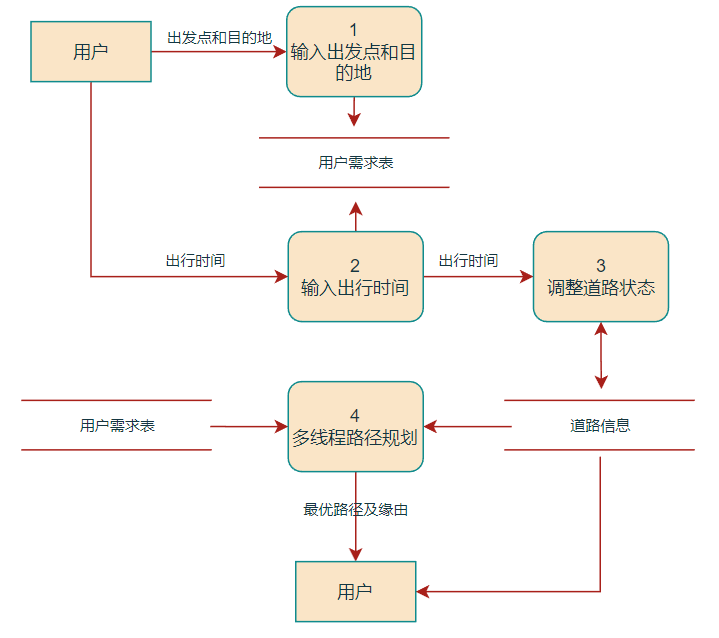 用户
出发点和目的地
1
输入出发点和目
的地
用户需求表
出行时间
2
输入出行时间
出行时间
3
调整道路状态
用户需求表
4
多线程路径规划
道路信息
最优路径及缘由
用户